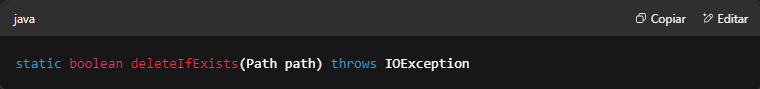 java
Copiar
Editar
static boolean deleteIfExists(Path path) throws IOException